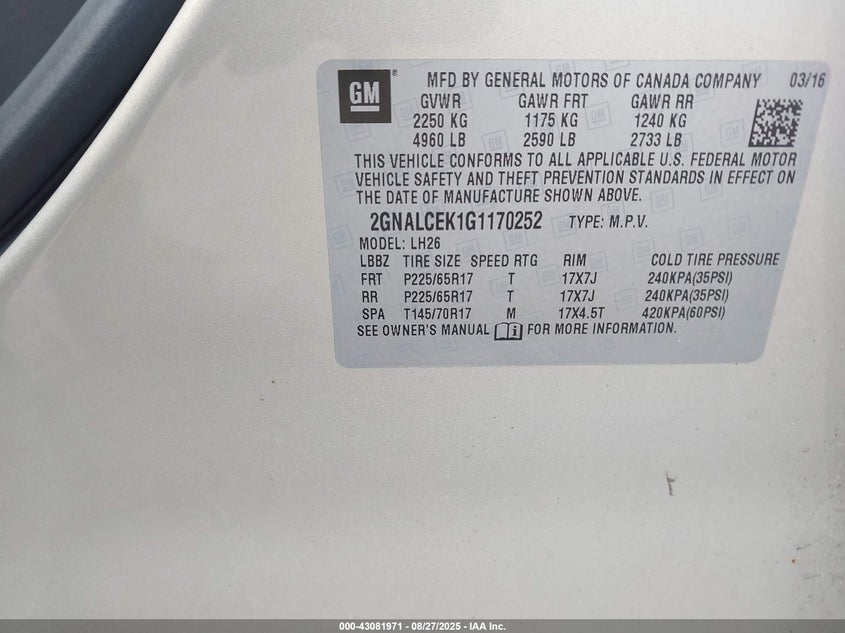 GM ® MFD BY GENERAL MOTORS OF CANADA COMPANY 03/16
GVWR GAWR FRT GAWR RR
2250 KG 1175 KG 1240 KG
4960 LB 2590 LB 2733 LB
THIS VEHICLE CONFORMS TO ALL APPLICABLE U.S. FEDERAL MOTOR
VEHICLE SAFETY AND THEFT PREVENTION STANDARDS IN EFFECT ON
THE DATE OF MANUFACTURE SHOWN ABOVE.
2GNALCEK1G1170252 TYPE: M.P.V.
MODEL: LH26
LBBZ TIRE SIZE SPEED RTG RIM COLD TIRE PRESSURE
FRT P225/65R17 T 17X7J 240KPA(35PSI)
RR P225/65R17 T 17X7J 240KPA(35PSI)
SPA T145/70R17 M 17X4.5T 420KPA(60PSI)
SEE OWNER'S MANUAL FOR MORE INFORMATION.
000-43081971 - 08/27/2025 - IAA Inc.